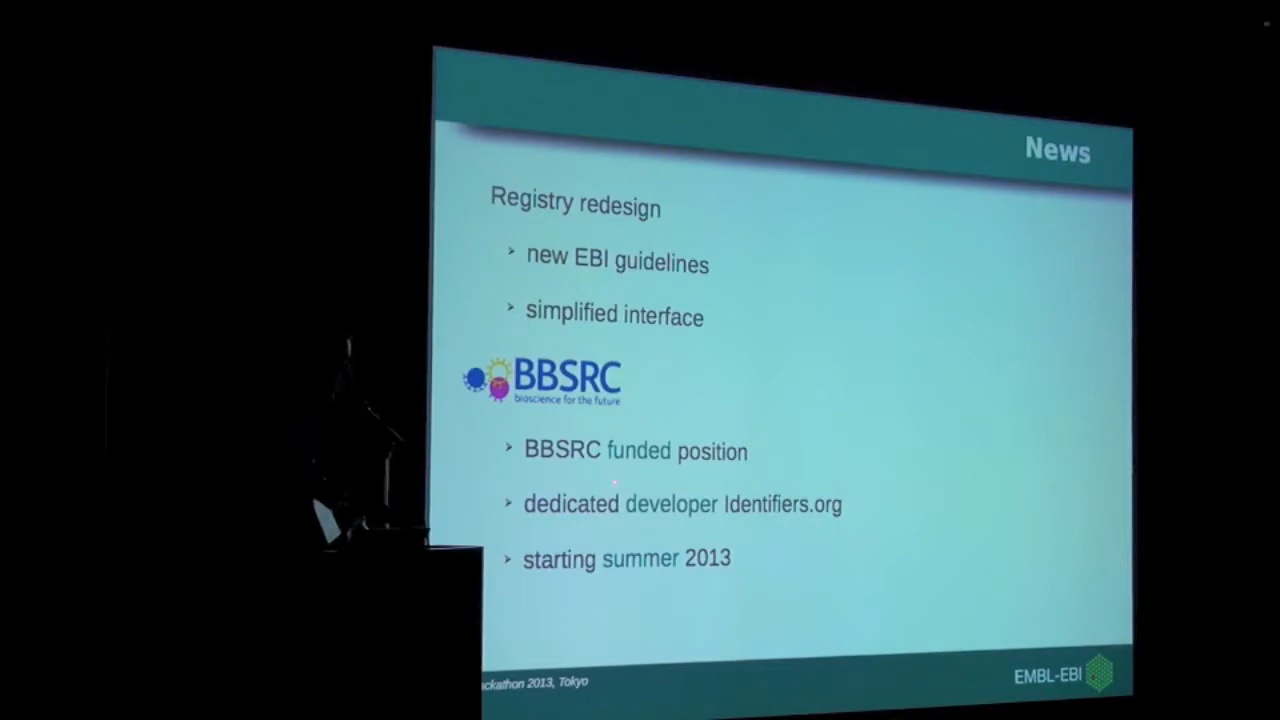 News
Registry redesign
➢ new EBI guidelines
➢ simplified interface
BBSRC
bioscience for the future
➢ BBSRC funded position
➢ dedicated developer Identifiers.org
➢ starting summer 2013
ackathon 2013, Tokyo
EMBL-EBI